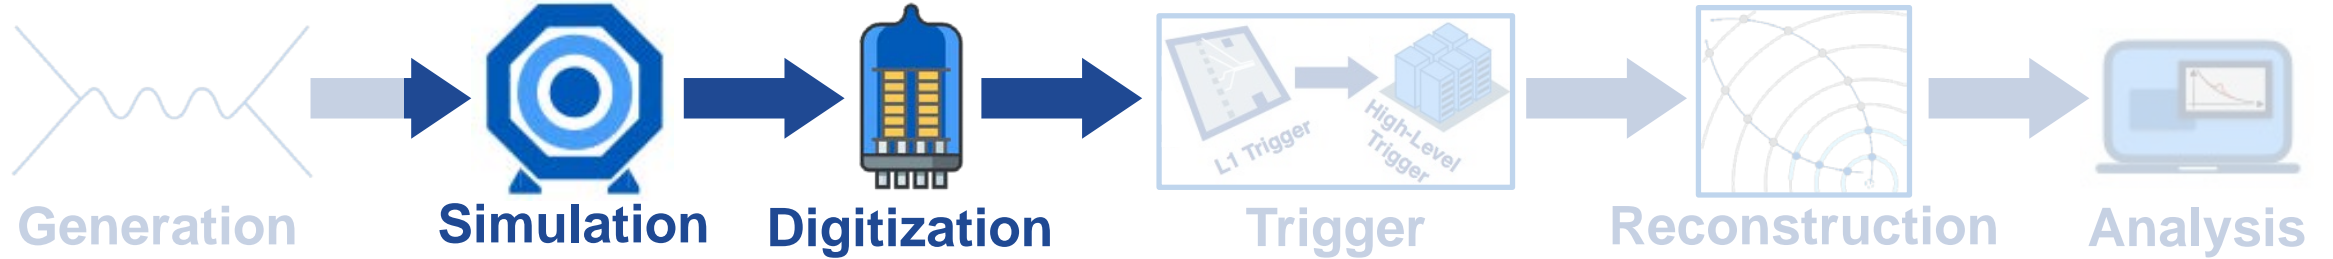 L1 Trigger
High-Level
Trigger
Generation
Simulation
Digitization
Trigger
Reconstruction
Analysis